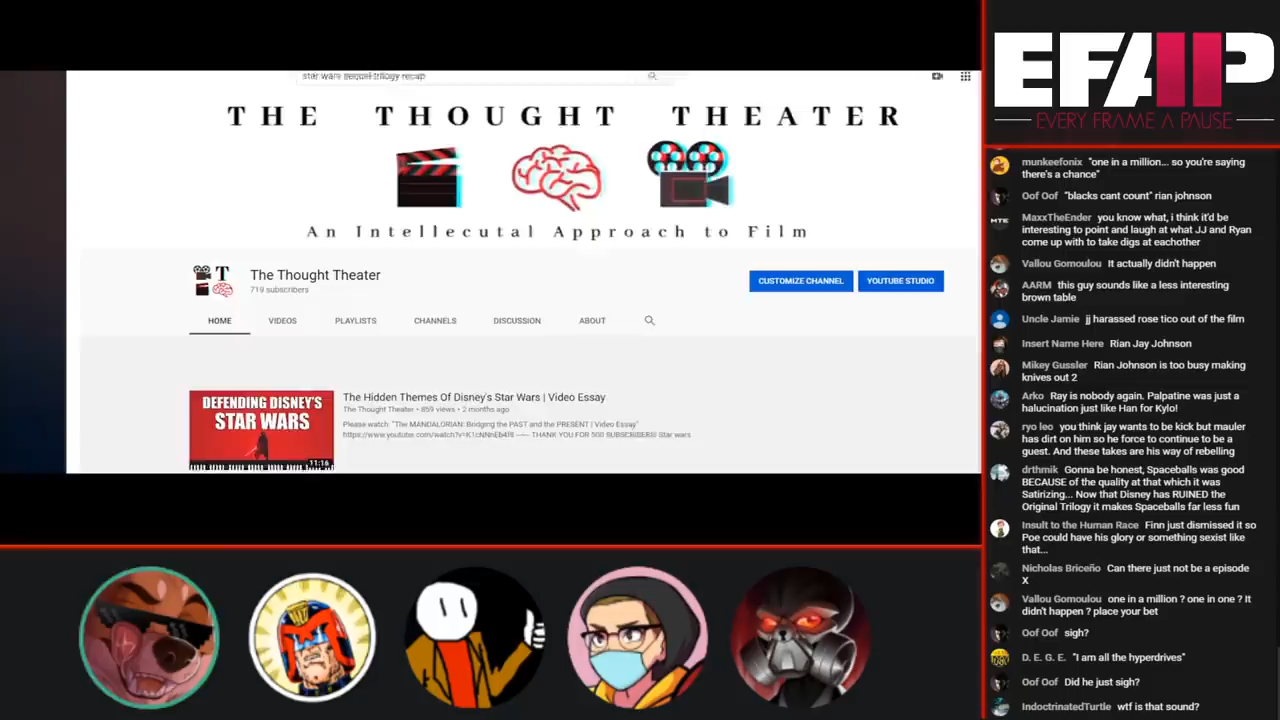 star wars sequel trilogy recap
THE THOUGHT THEATER
An Intellecutal Approach to Film
The Thought Theater
719 subscribers
CUSTOMIZE CHANNEL
YOUTUBE STUDIO
HOME
VIDEOS
PLAYLISTS
CHANNELS
DISCUSSION
ABOUT
DEFENDING DISNEY'S
STAR WARS
11:16
The Hidden Themes Of Disney's Star Wars | Video Essay
The Thought Theater • 859 views • 2 months ago
Please watch: "The MANDALORIAN: Bridging the PAST and the PRESENT | Video Essay"
THANK YOU FOR 500 SUBSCRIBERS! Star wars
EFAP
EVERY FRAME A PAUSE
munkeefonix "one in a million... so you're saying
there's a chance"
Oof Oof "blacks cant count" rian johnson
MTE
MaxxTheEnder you know what, i think it'd be
interesting to point and laugh at what JJ and Ryan
come up with to take digs at eachother
Vallou Gomoulou It actually didn't happen
AARM this guy sounds like a less interesting
brown table
Uncle Jamie jj harassed rose tico out of the film
Insert Name Here Rian Jay Johnson
Mikey Gussler Rian Johnson is too busy making
knives out 2
Arko Ray is nobody again. Palpatine was just a
halucination just like Han for Kylo!
ryo leo you think jay wants to be kick but mauler
has dirt on him so he force to continue to be a
guest. And these takes are his way of rebelling
drthmik Gonna be honest, Spaceballs was good
BECAUSE of the quality at that which it was
Satirizing... Now that Disney has RUINED the
Original Trilogy it makes Spaceballs far less fun
Insult to the Human Race Finn just dismissed it so
Poe could have his glory or something sexist like
that...
Nicholas Briceño Can there just not be a episode
X
Vallou Gomoulou one in a million ? one in one ? It
didn't happen ? place your bet
Oof Oof sigh?
D. E. G. E. "I am all the hyperdrives"
Oof Oof Did he just sigh?
IndoctrinatedTurtle wtf is that sound?